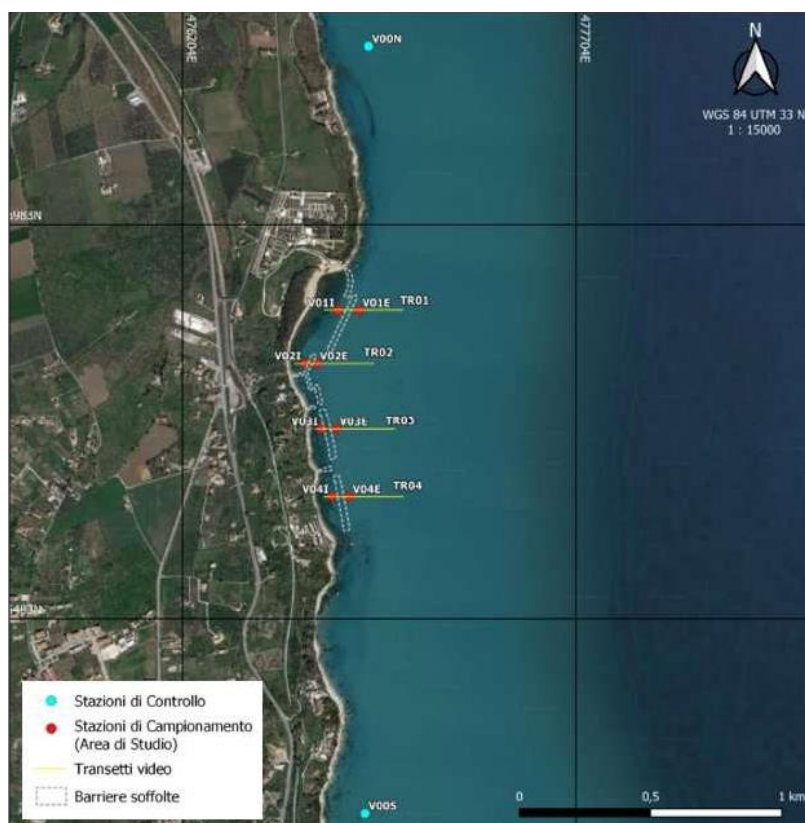 V00N
476204E
477704E
N
WGS 84 UTM 33 N
1 : 15000
V01I V01E TR01
V02I V02E TR02
V03I V03E TR03
V04I V04E TR04
Stazioni di Controllo
Stazioni di Campionamento
(Area di Studio)
Transetti video
Barriere soffolte
0 0,5 1 km
V00S